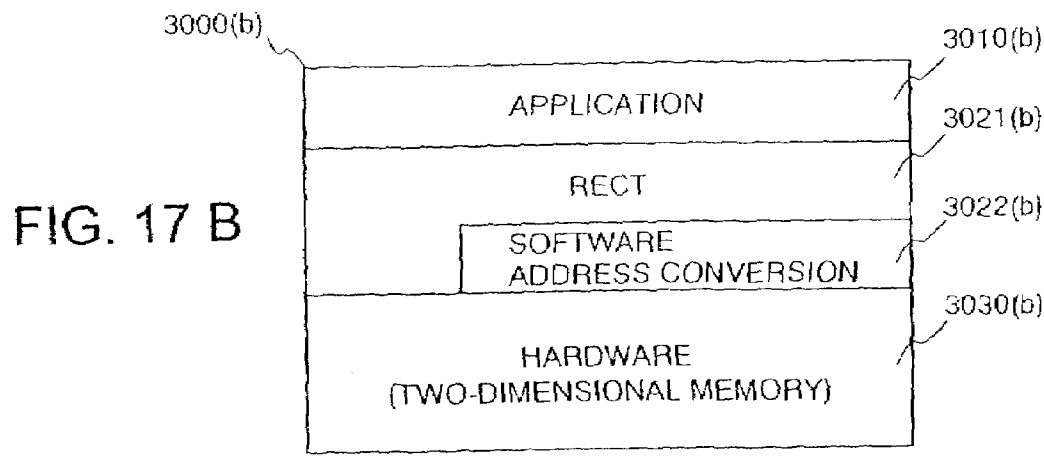 3000(b)
3010(b)
APPLICATION
3021(b)
RECT
FIG. 17 B
3022(b)
SOFTWARE
ADDRESS CONVERSION
3030(b)
HARDWARE
(TWO-DIMENSIONAL MEMORY)